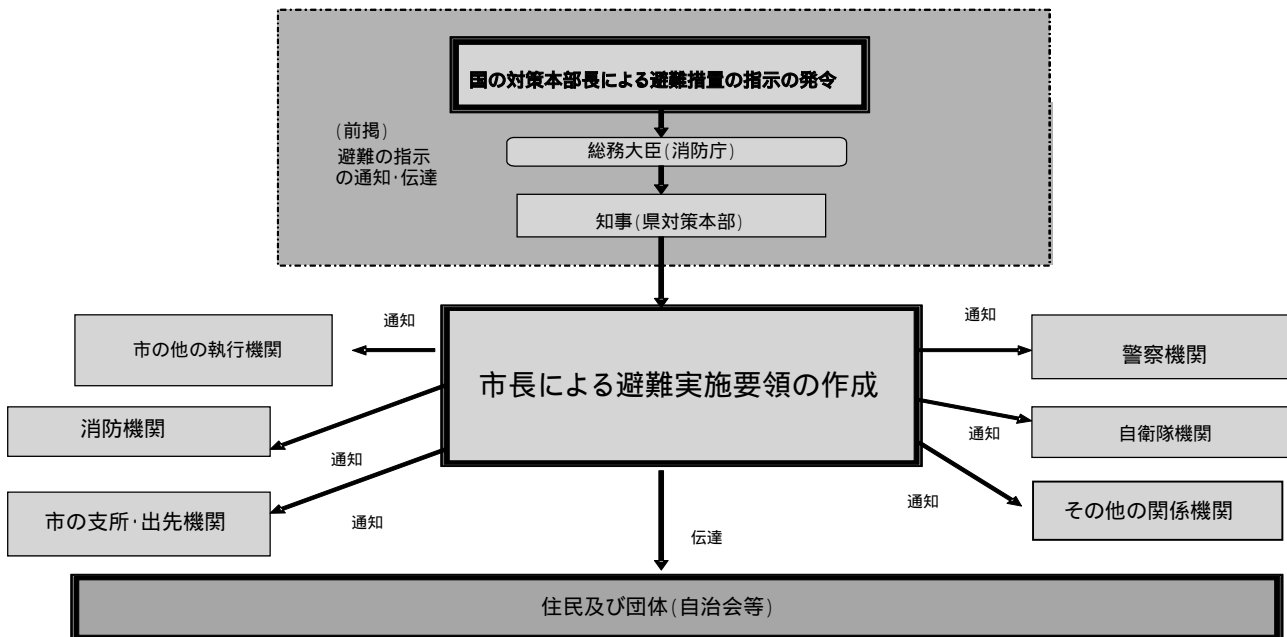 国の対策本部長による避難措置の指示の発令
(前掲)
避難の指示
の通知・伝達
総務大臣(消防庁)
知事(県対策本部)
通知
通知
市の他の執行機関
市長による避難実施要領の作成
警察機関
消防機関
通知
通知
自衛隊機関
市の支所・出先機関
通知
通知
その他の関係機関
伝達
住民及び団体(自治会等)